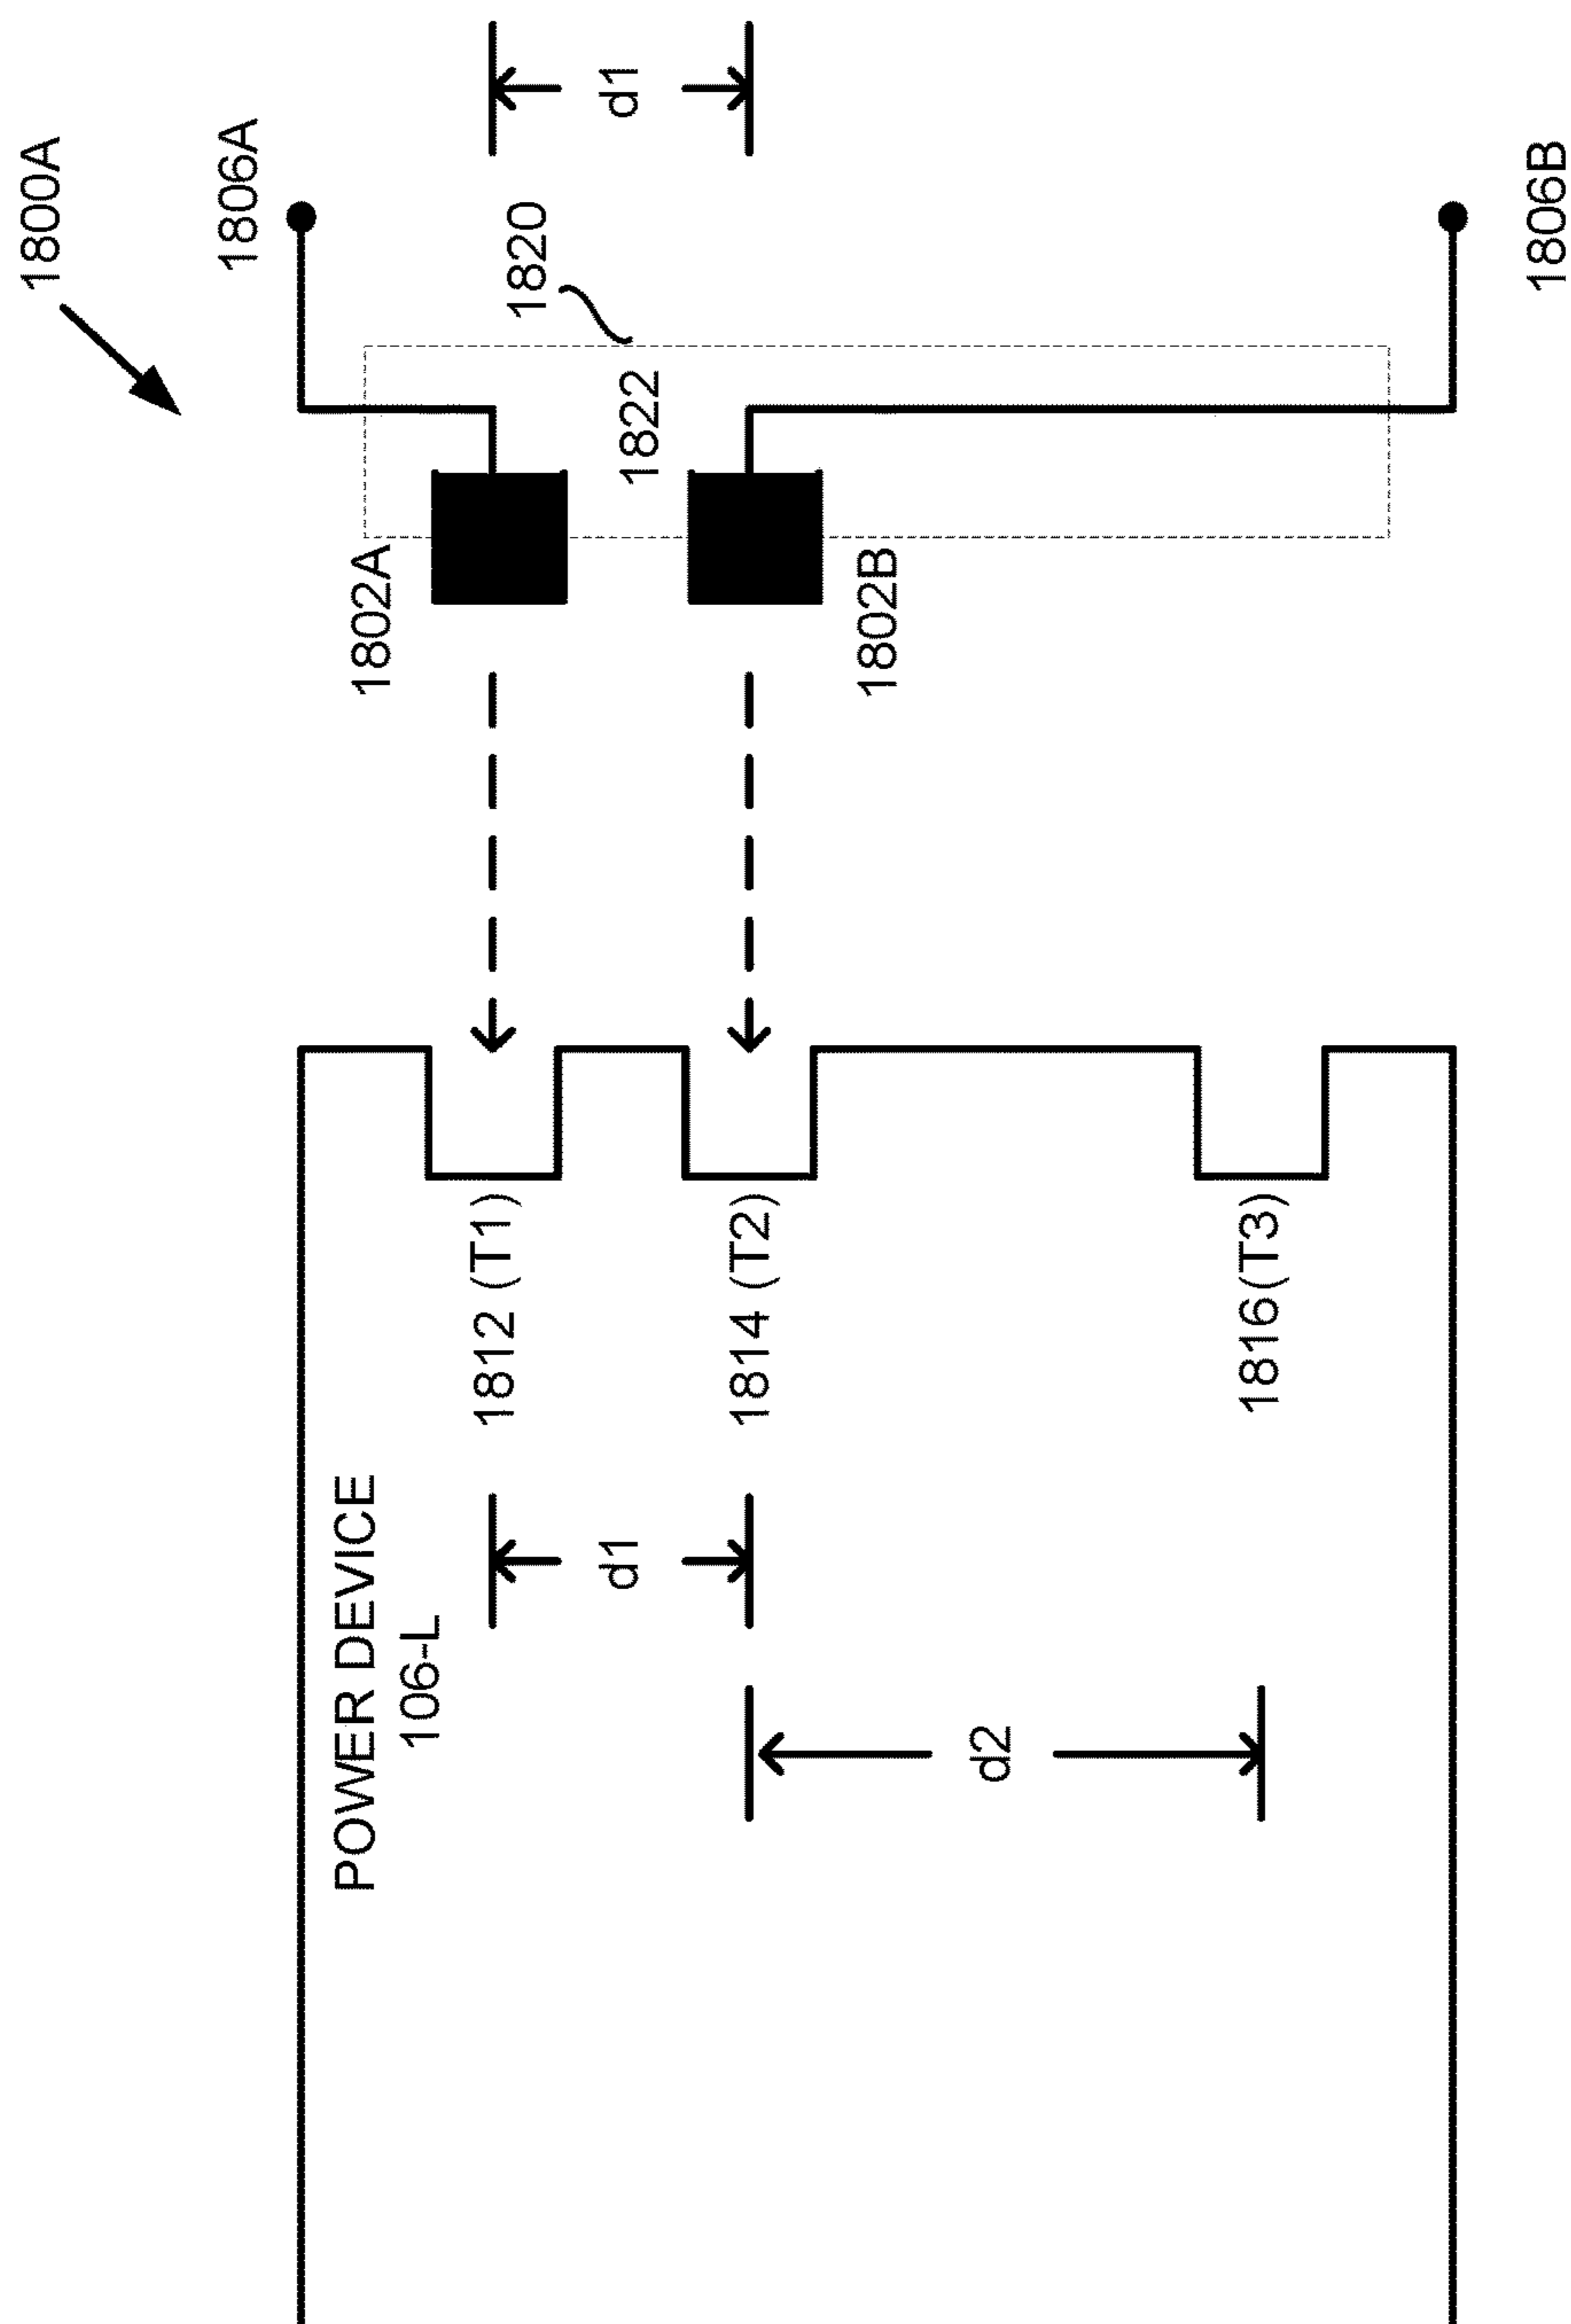 1800A
1806A
d1
1820
1822
1802A
1802B
1806B
1812 (T1)
1814 (T2)
1816(T3)
POWER DEVICE
106-L
d1
d2